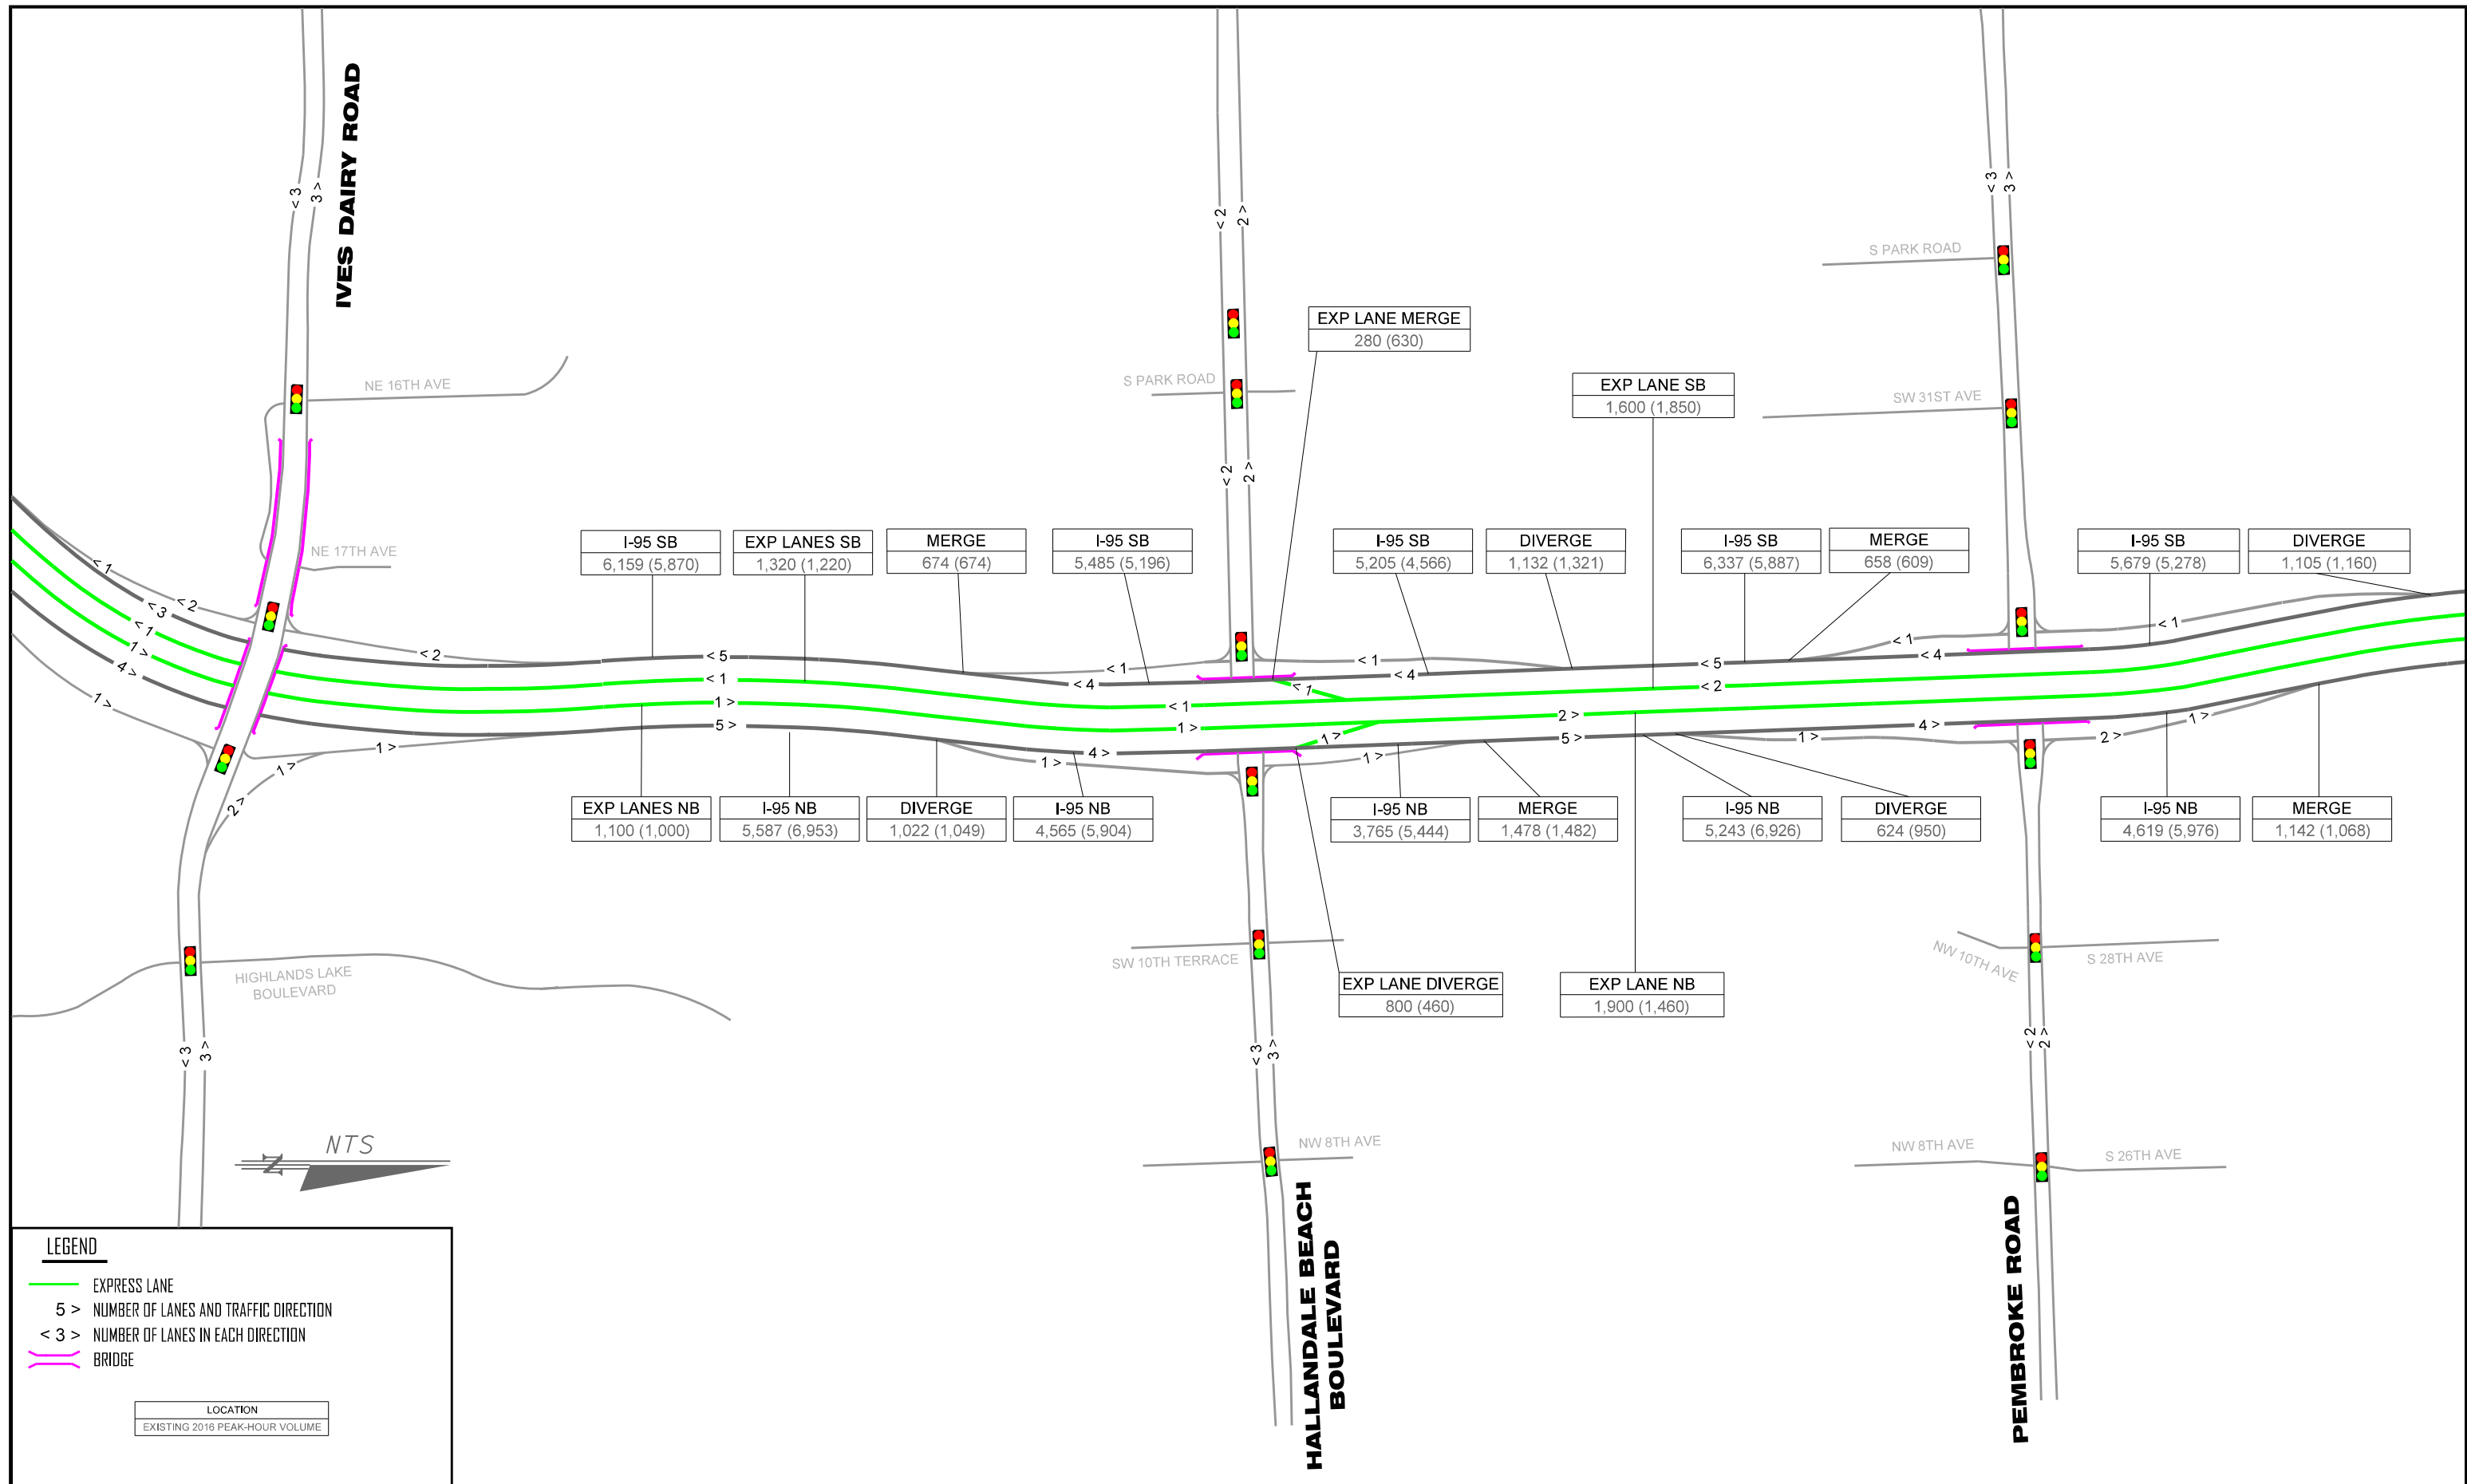 IVES DAIRY ROAD
< 3
3 >
< 2
2 >
< 3
3 >
S PARK ROAD
EXP LANE MERGE
280 (630)
NE 16TH AVE
S PARK ROAD
EXP LANE SB
1,600 (1,850)
SW 31ST AVE
< 2
2 >
NE 17TH AVE
I-95 SB
6,159 (5,870)
EXP LANES SB
1,320 (1,220)
MERGE
674 (674)
I-95 SB
5,485 (5,196)
I-95 SB
5,205 (4,566)
DIVERGE
1,132 (1,321)
I-95 SB
6,337 (5,887)
MERGE
658 (609)
I-95 SB
5,679 (5,278)
DIVERGE
1,105 (1,160)
< 1
< 2
< 3
< 1
1 >
4 >
1 >
< 2
< 5
< 1
1 >
5 >
1 >
1 >
2 >
< 1
< 4
< 1
1 >
4 >
1 >
< 1
< 4
< 1
1 >
1 >
< 5
< 2
2 >
5 >
< 1
< 4
4 >
1 >
< 1
1 >
2 >
EXP LANES NB
1,100 (1,000)
I-95 NB
5,587 (6,953)
DIVERGE
1,022 (1,049)
I-95 NB
4,565 (5,904)
I-95 NB
3,765 (5,444)
MERGE
1,478 (1,482)
I-95 NB
5,243 (6,926)
DIVERGE
624 (950)
I-95 NB
4,619 (5,976)
MERGE
1,142 (1,068)
HIGHLANDS LAKE
BOULEVARD
SW 10TH TERRACE
EXP LANE DIVERGE
800 (460)
EXP LANE NB
1,900 (1,460)
NW 10TH AVE
S 28TH AVE
< 3
3 >
< 3
3 >
< 2
2 >
NTS
N
NW 8TH AVE
NW 8TH AVE
S 26TH AVE
HALLANDALE BEACH
BOULEVARD
PEMBROKE ROAD
LEGEND
EXPRESS LANE
5 > NUMBER OF LANES AND TRAFFIC DIRECTION
< 3 > NUMBER OF LANES IN EACH DIRECTION
BRIDGE
LOCATION
EXISTING 2016 PEAK-HOUR VOLUME